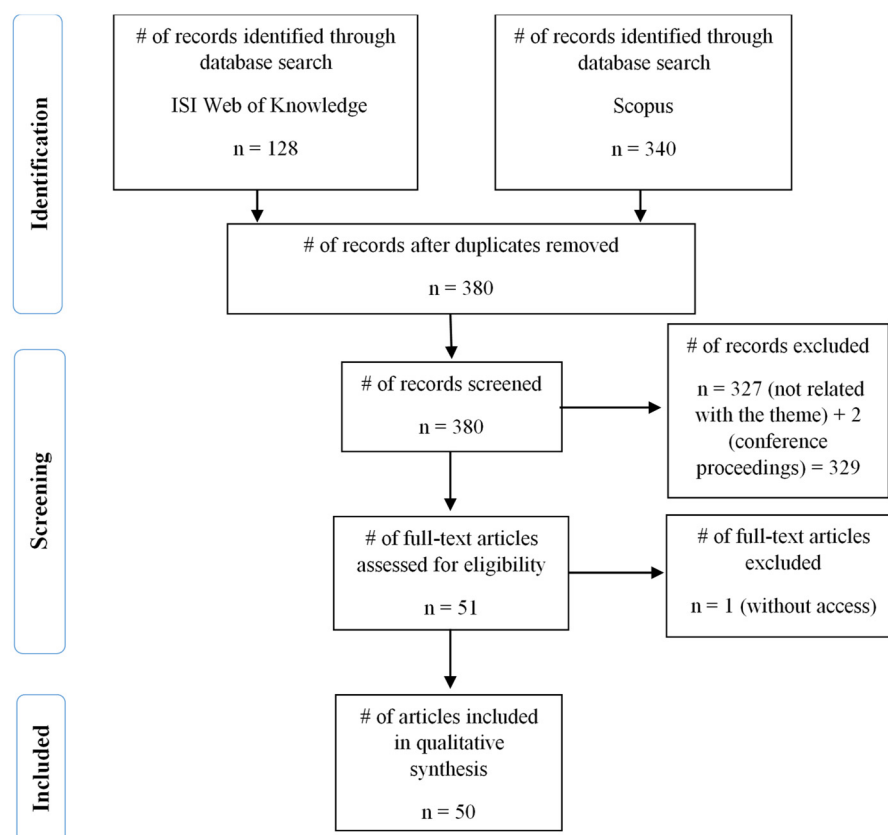 Identification
# of records identified through
database search
ISI Web of Knowledge
n = 128
# of records identified through
database search
Scopus
n = 340
# of records after duplicates removed
n = 380
Screening
# of records screened
n = 380
# of records excluded
n = 327 (not related
with the theme) + 2
(conference
proceedings) = 329
# of full-text articles
assessed for eligibility
n = 51
# of full-text articles
excluded
n = 1 (without access)
Included
# of articles included
in qualitative
synthesis
n = 50